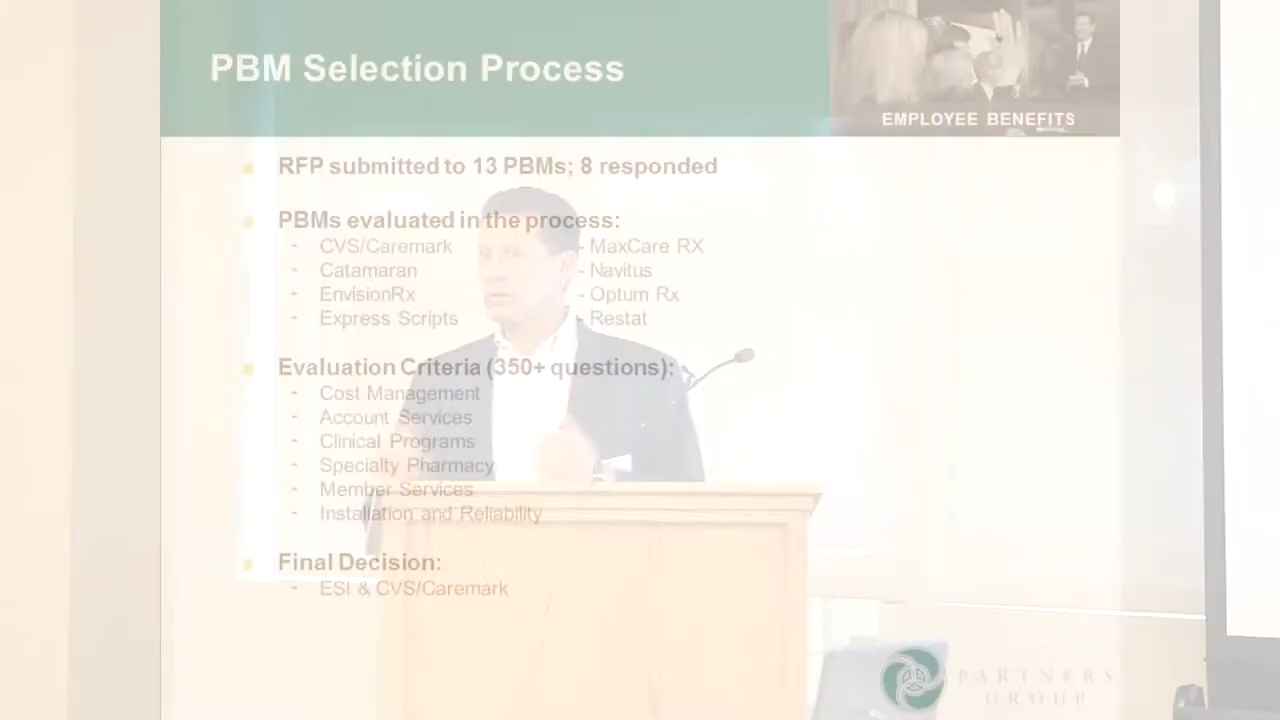 PBM Selection Process
EMPLOYEE BENEFITS
RFP submitted to 13 PBMs; 8 responded
PBMs evaluated in the process:
- CVS/Caremark
- Catamaran
- EnvisionRx
- Express Scripts
- MaxCare RX
- Navitus
- Optum Rx
- Restat
Evaluation Criteria (350+ questions):
- Cost Management
- Account Services
- Clinical Programs
- Specialty Pharmacy
- Member Services
- Installation and Reliability
Final Decision:
- ESI & CVS/Caremark
PARTNERS
GROUP